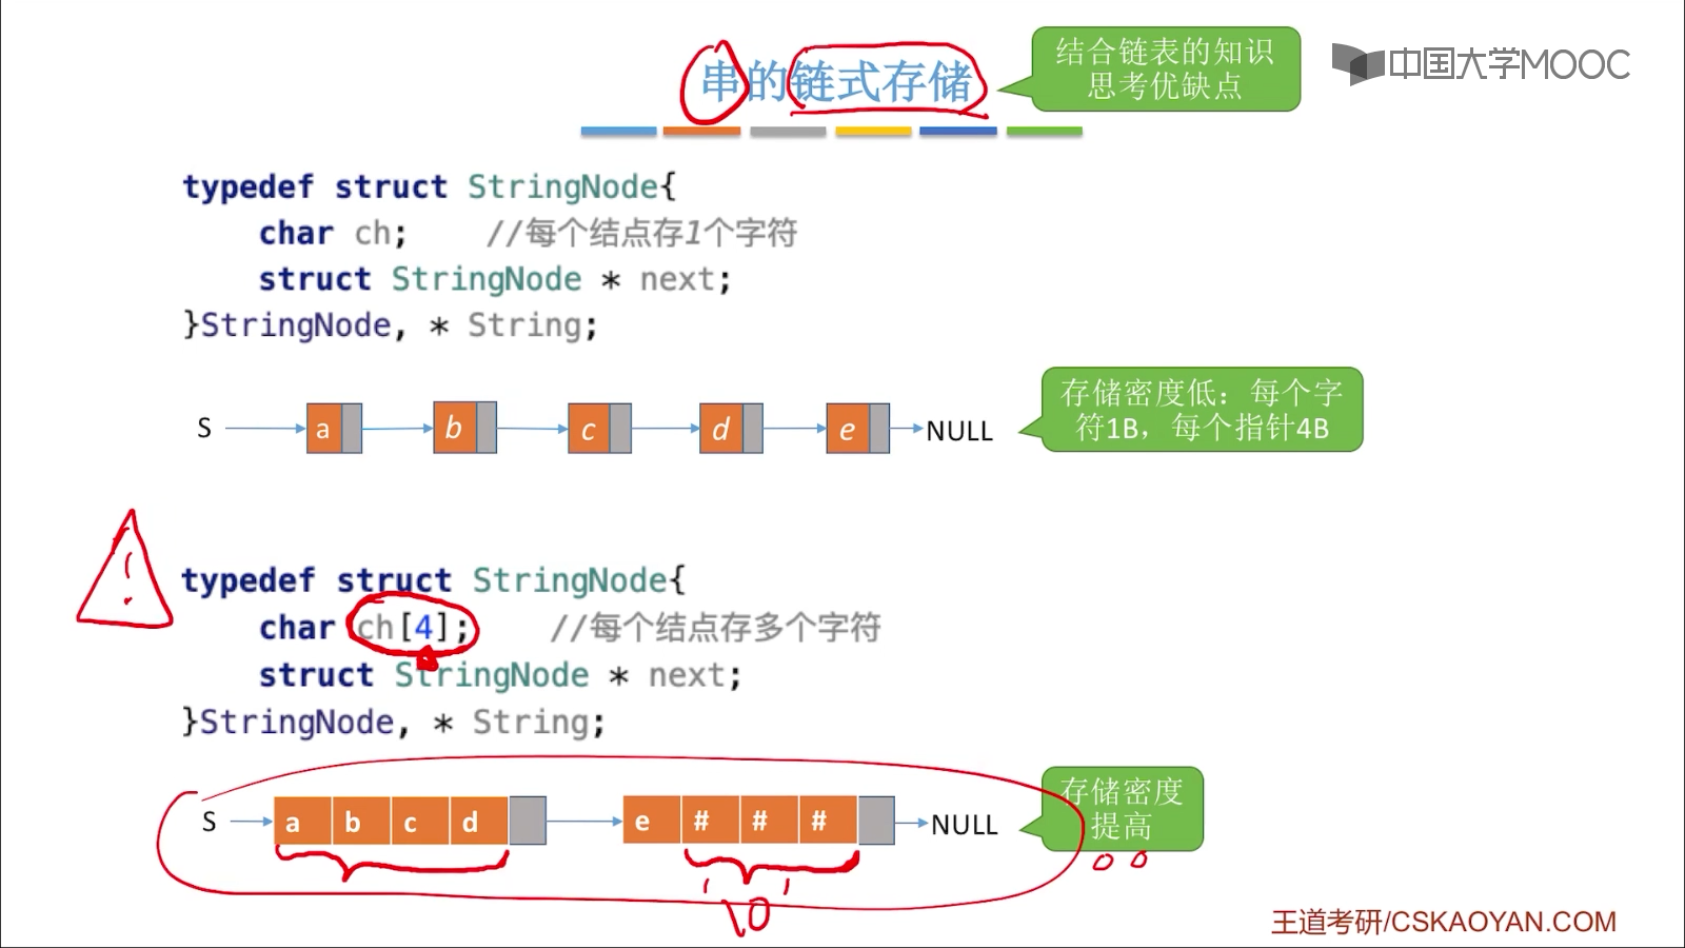 串的链式存储
结合链表的知识
思考优缺点
中国大学MOOC
typedef struct StringNode{
char ch; //每个结点存1个字符
struct StringNode * next;
}StringNode, * String;
S a b c d e NULL
存储密度低：每个字
符1B，每个指针4B
!
typedef struct StringNode{
char ch[4]; //每个结点存多个字符
struct StringNode * next;
}StringNode, * String;
S a b c d e # # # NULL
存储密度
提高
'\0'
王道考研/CSKAOYAN.COM